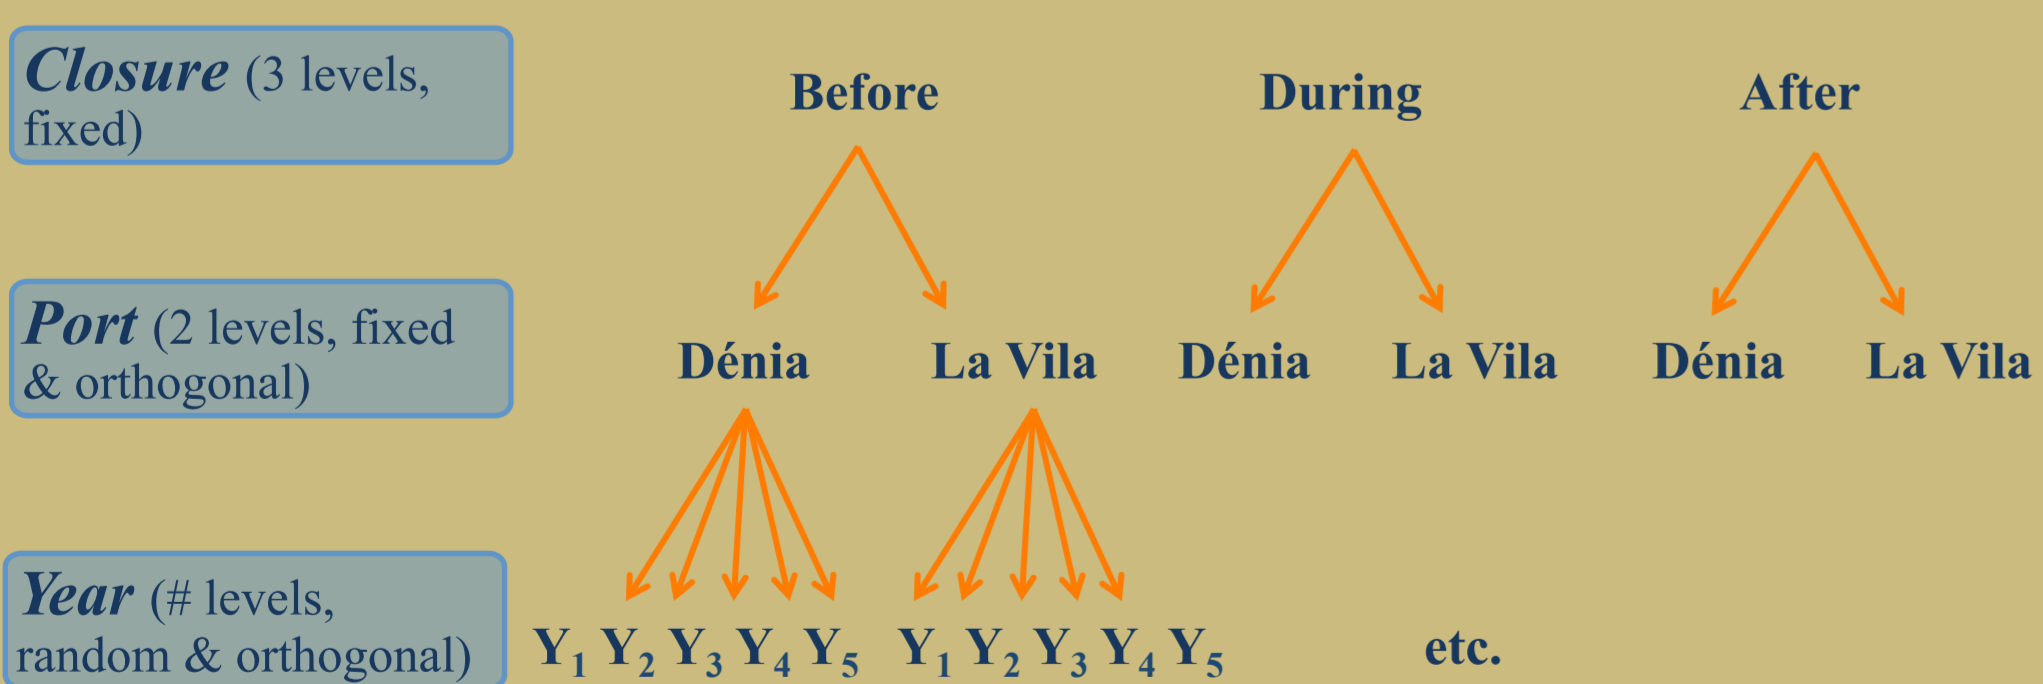 Closure (3 levels,
fixed)
Before During After
Port (2 levels, fixed
& orthogonal)
Dénia La Vila Dénia La Vila Dénia La Vila
Year (# levels,
random & orthogonal)
Y₁ Y₂ Y₃ Y₄ Y₅ Y₁ Y₂ Y₃ Y₄ Y₅ etc.